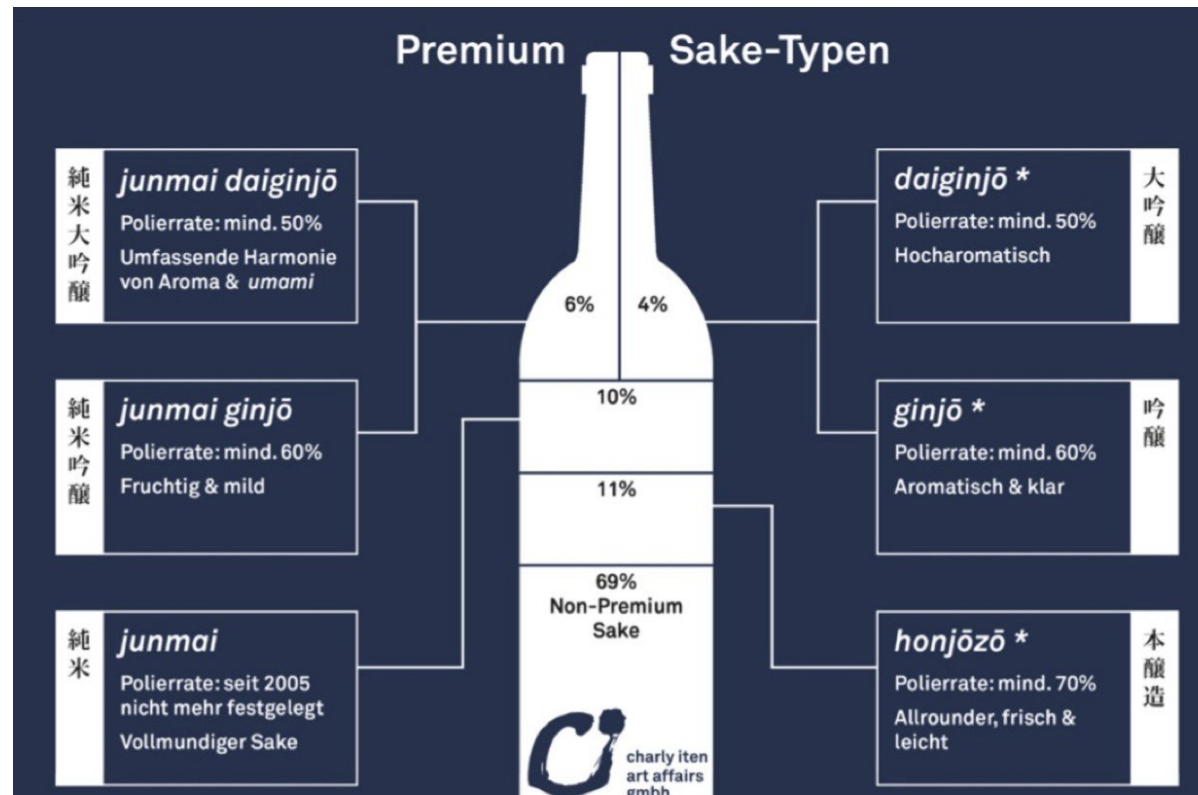 Premium Sake-Typen
純米大吟醸
junmai daiginjō
Polierrate: mind. 50%
Umfassende Harmonie
von Aroma & umami
純米吟醸
junmai ginjō
Polierrate: mind. 60%
Fruchtig & mild
純米
junmai
Polierrate: seit 2005
nicht mehr festgelegt
Vollmundiger Sake
6%
4%
10%
11%
69%
Non-Premium
Sake
charly iten
art affairs
gmbh
daiginjō *
Polierrate: mind. 50%
Hocharomatisch
大吟醸
ginjō *
Polierrate: mind. 60%
Aromatisch & klar
吟醸
honjōzō *
Polierrate: mind. 70%
Allrounder, frisch &
leicht
本醸造